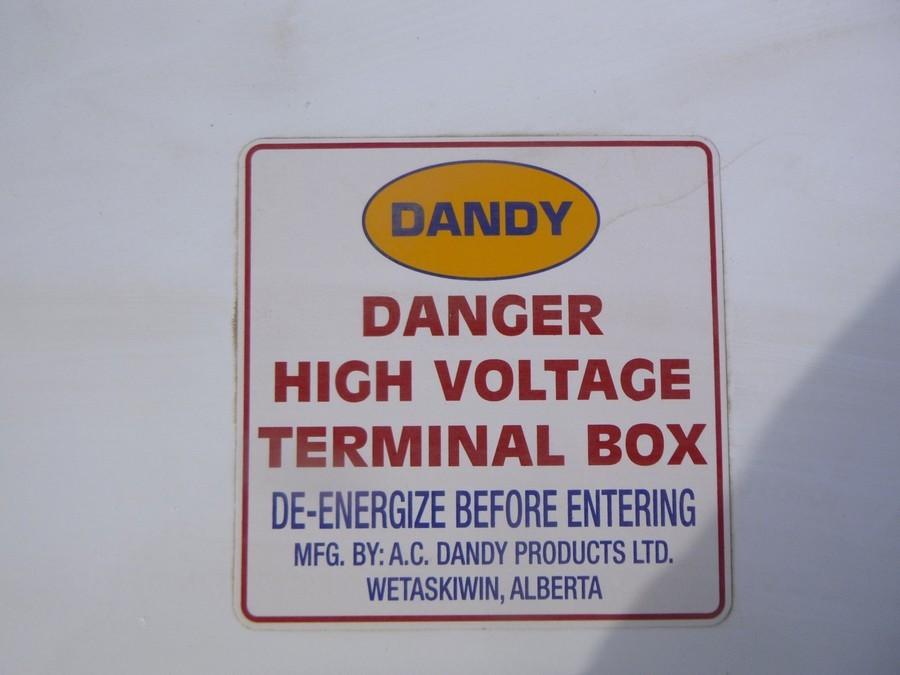 DANDY
DANGER
HIGH VOLTAGE
TERMINAL BOX
DE-ENERGIZE BEFORE ENTERING
MFG. BY: A.C. DANDY PRODUCTS LTD.
WETASKIWIN, ALBERTA